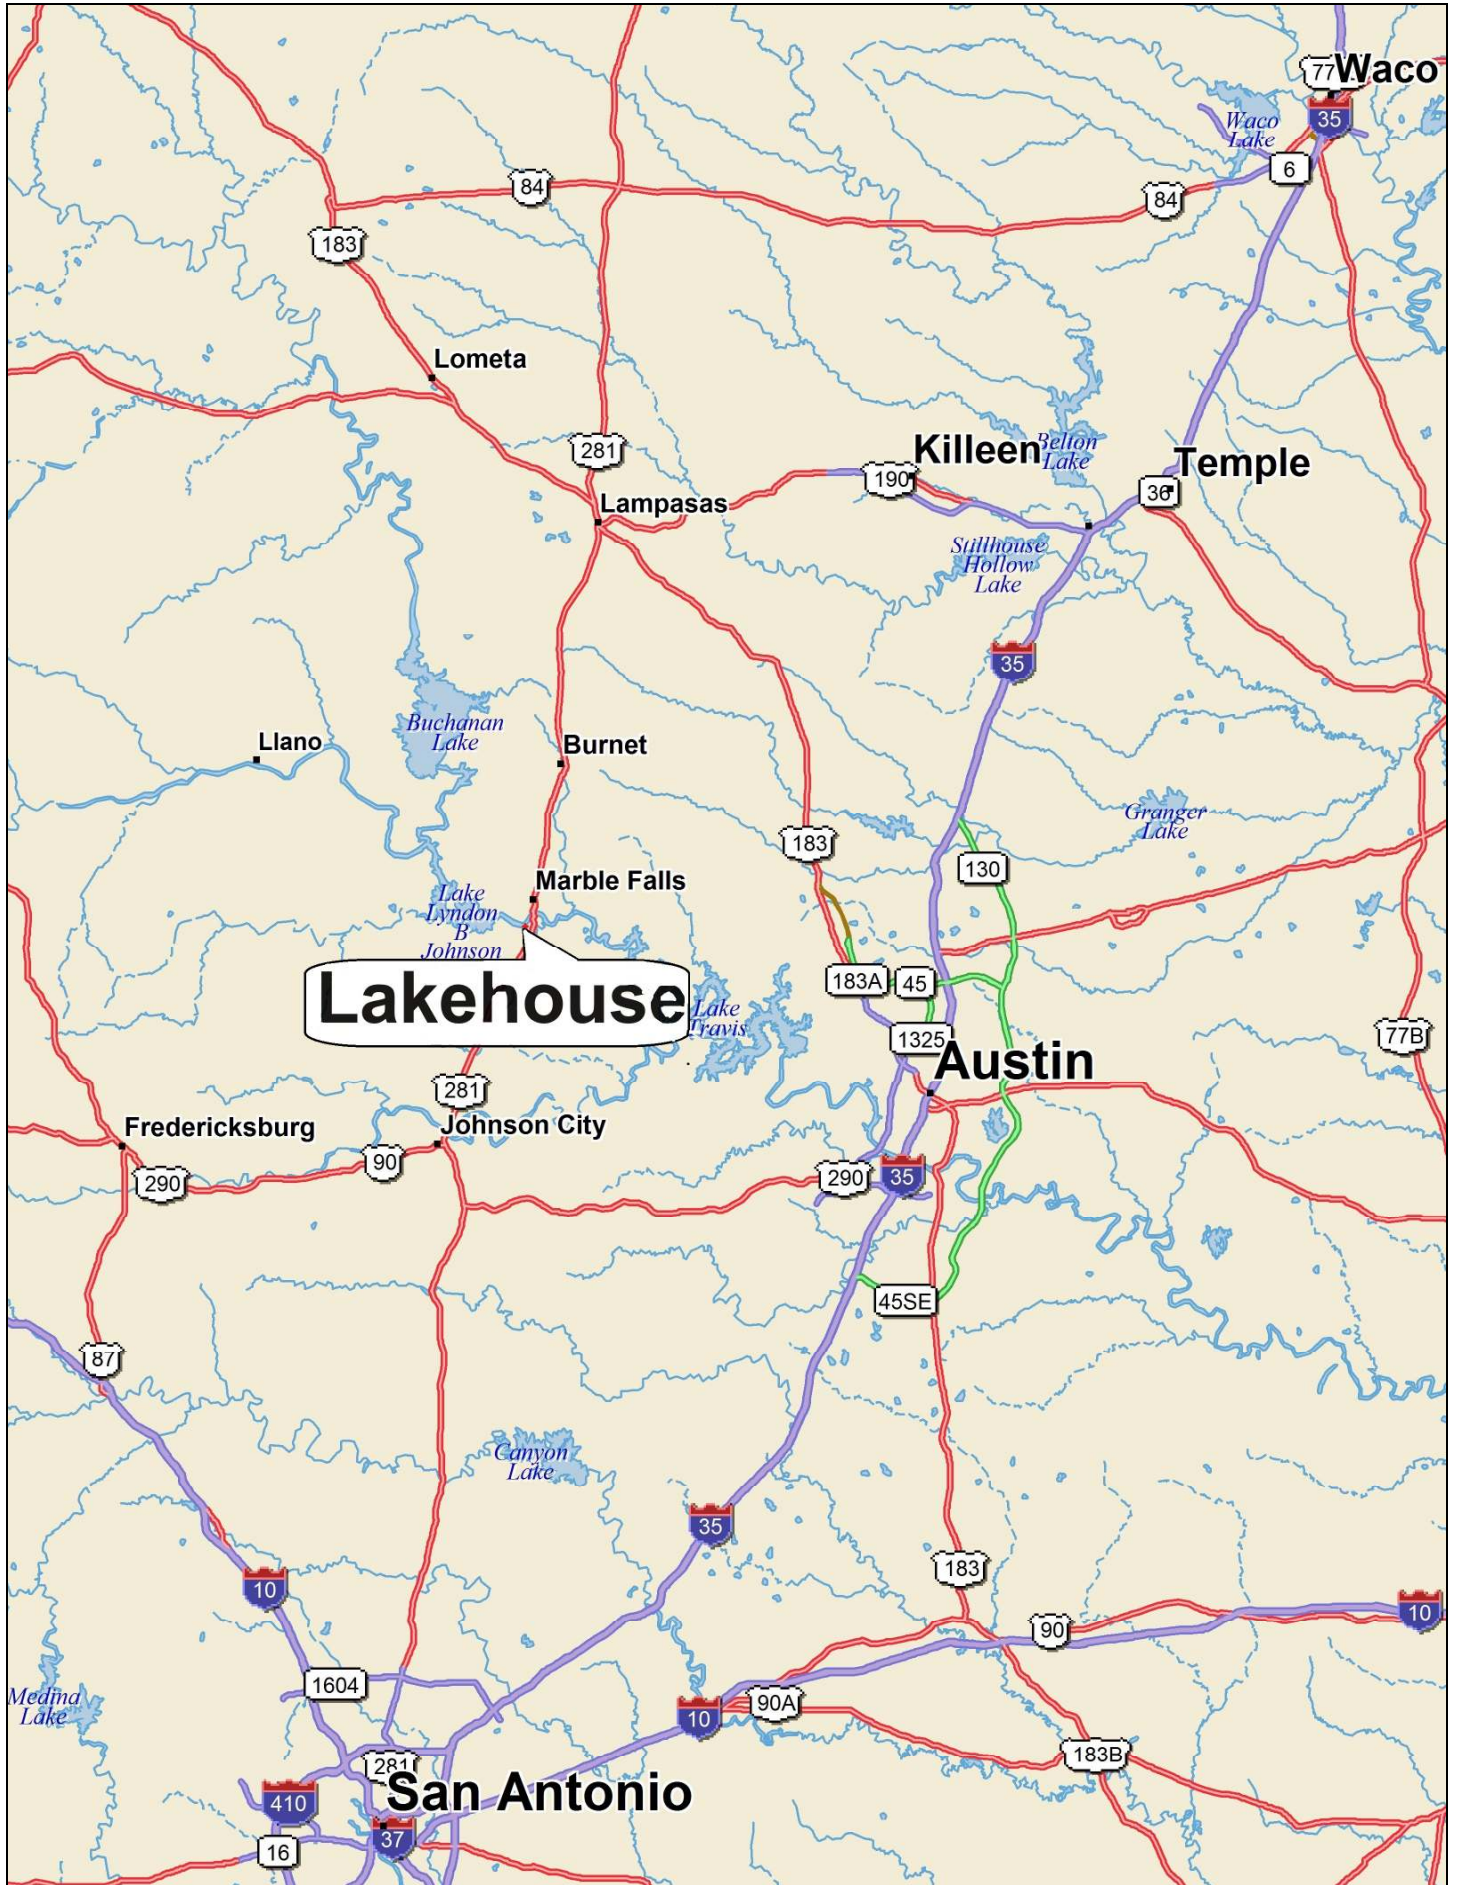 77
Waco
35
Waco
Lake
6
84
84
183
Lometa
281
Killeen
Belton
Lake
190
Temple
36
Lampasas
Stillhouse
Hollow
Lake
35
Buchanan
Lake
Llano
Burnet
Granger
Lake
183
130
Marble Falls
Lake
Lyndon
B
Johnson
183A
45
Lakehouse
Lake
Travis
1325
77B
Austin
281
Johnson City
Fredericksburg
90
290
290
35
45SE
87
Canyon
Lake
35
183
10
10
90
1604
Medina
Lake
10
90A
183B
281
San Antonio
410
37
16